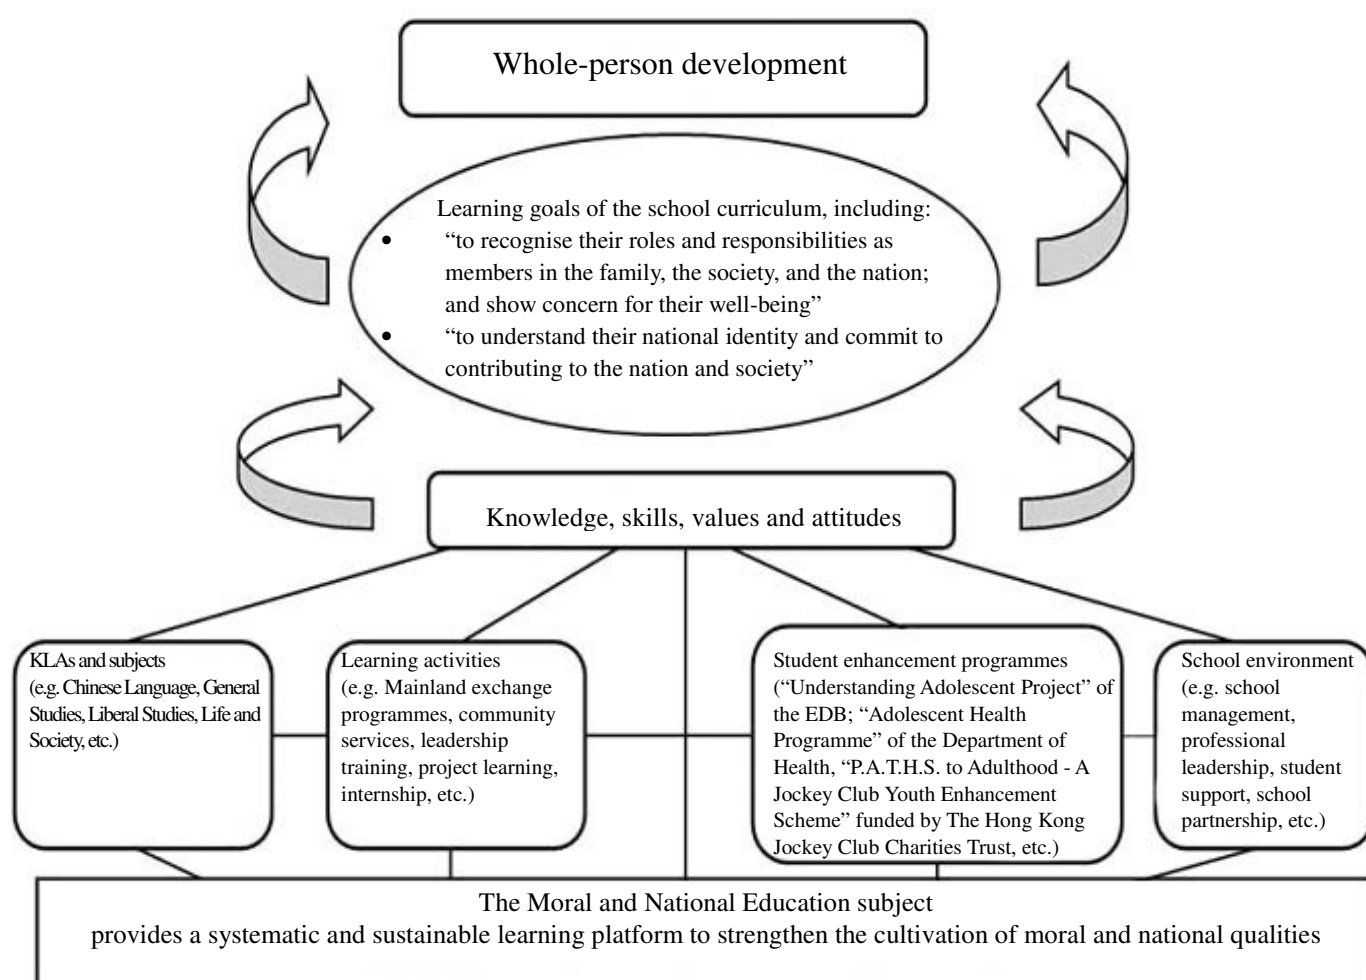 Whole-person development
Learning goals of the school curriculum, including:
• “to recognise their roles and responsibilities as
members in the family, the society, and the nation;
and show concern for their well-being”
• “to understand their national identity and commit to
contributing to the nation and society”
Knowledge, skills, values and attitudes
KLAs and subjects
(e.g. Chinese Language, General
Studies, Liberal Studies, Life and
Society, etc.)
Learning activities
(e.g. Mainland exchange
programmes, community
services, leadership
training, project learning,
internship, etc.)
Student enhancement programmes
(“Understanding Adolescent Project” of
the EDB; “Adolescent Health
Programme” of the Department of
Health, “P.A.T.H.S. to Adulthood - A
Jockey Club Youth Enhancement
Scheme” funded by The Hong Kong
Jockey Club Charities Trust, etc.)
School environment
(e.g. school
management,
professional
leadership, student
support, school
partnership, etc.)
The Moral and National Education subject
provides a systematic and sustainable learning platform to strengthen the cultivation of moral and national qualities